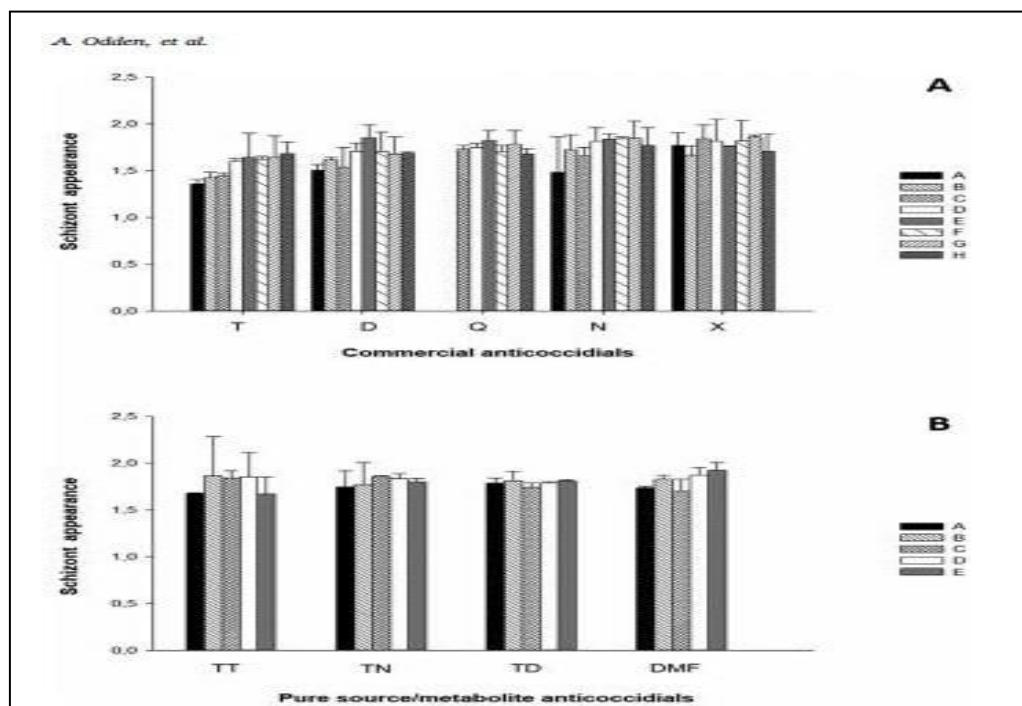 A. Odden, et al.
A
2,5
2,0
1,5
1,0
0,5
0,0
Schizont appearance
A
B
C
D
E
F
G
H
T D Q N X
Commercial anticoccidials
B
2,5
2,0
1,5
1,0
0,5
0,0
Schizont appearance
A
B
C
D
E
TT TN TD DMF
Pure source/metabolite anticoccidials